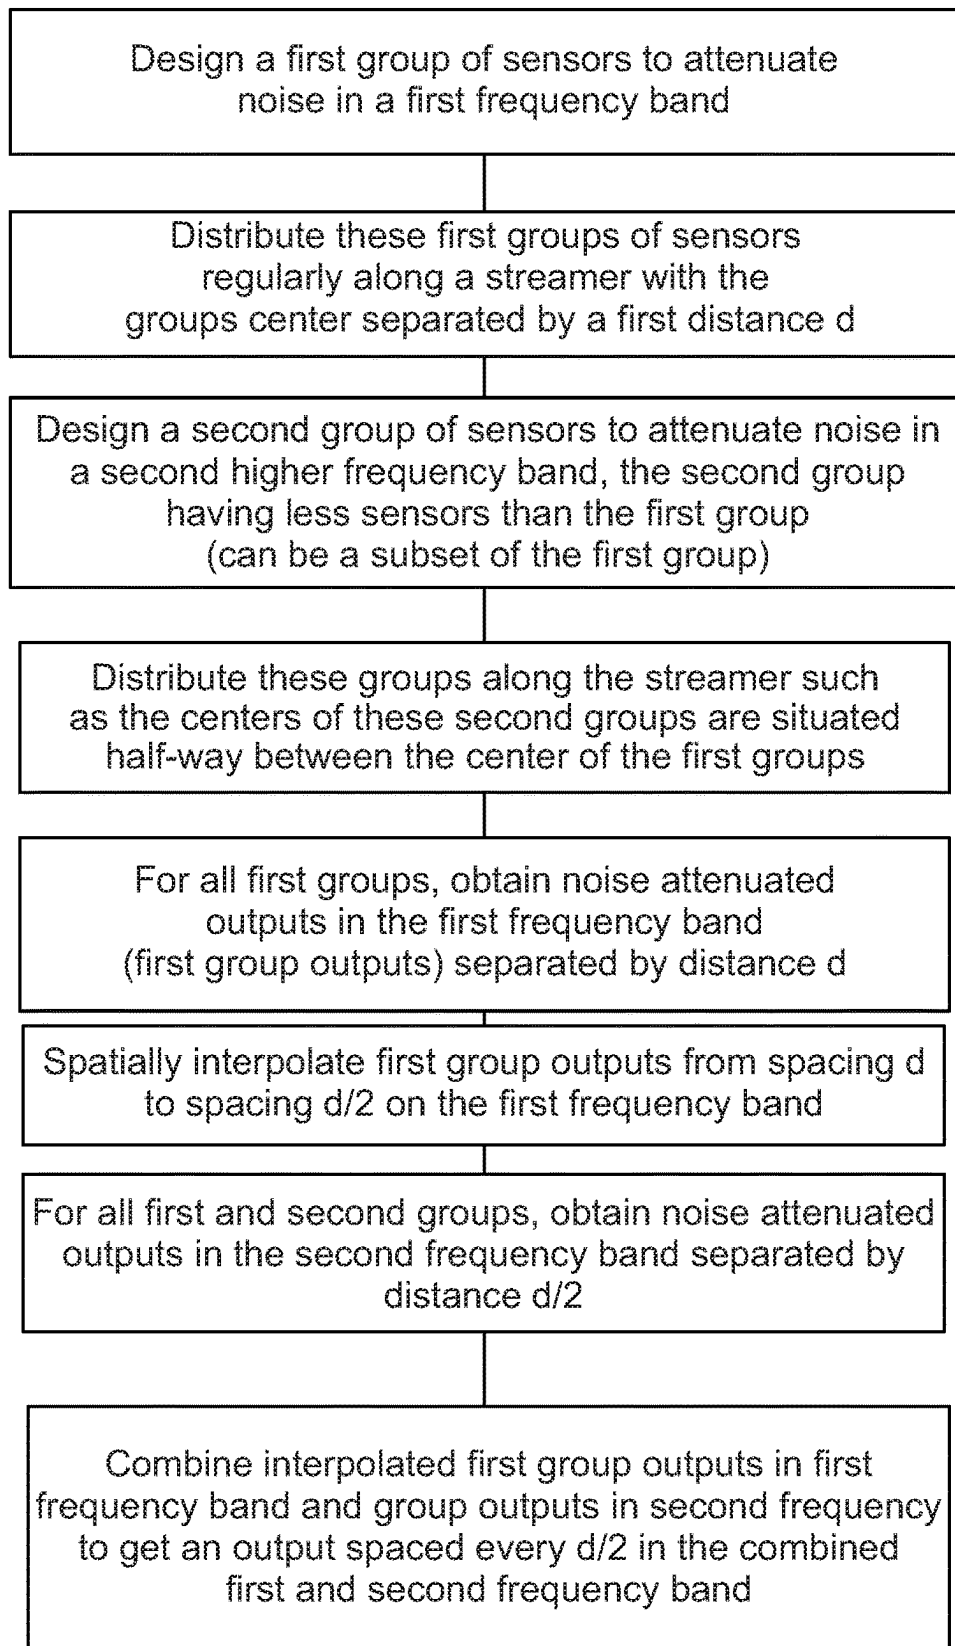 Design a first group of sensors to attenuate
noise in a first frequency band
Distribute these first groups of sensors
regularly along a streamer with the
groups center separated by a first distance d
Design a second group of sensors to attenuate noise in
a second higher frequency band, the second group
having less sensors than the first group
(can be a subset of the first group)
Distribute these groups along the streamer such
as the centers of these second groups are situated
half-way between the center of the first groups
For all first groups, obtain noise attenuated
outputs in the first frequency band
(first group outputs) separated by distance d
Spatially interpolate first group outputs from spacing d
to spacing d/2 on the first frequency band
For all first and second groups, obtain noise attenuated
outputs in the second frequency band separated by
distance d/2
Combine interpolated first group outputs in first
frequency band and group outputs in second frequency
to get an output spaced every d/2 in the combined
first and second frequency band